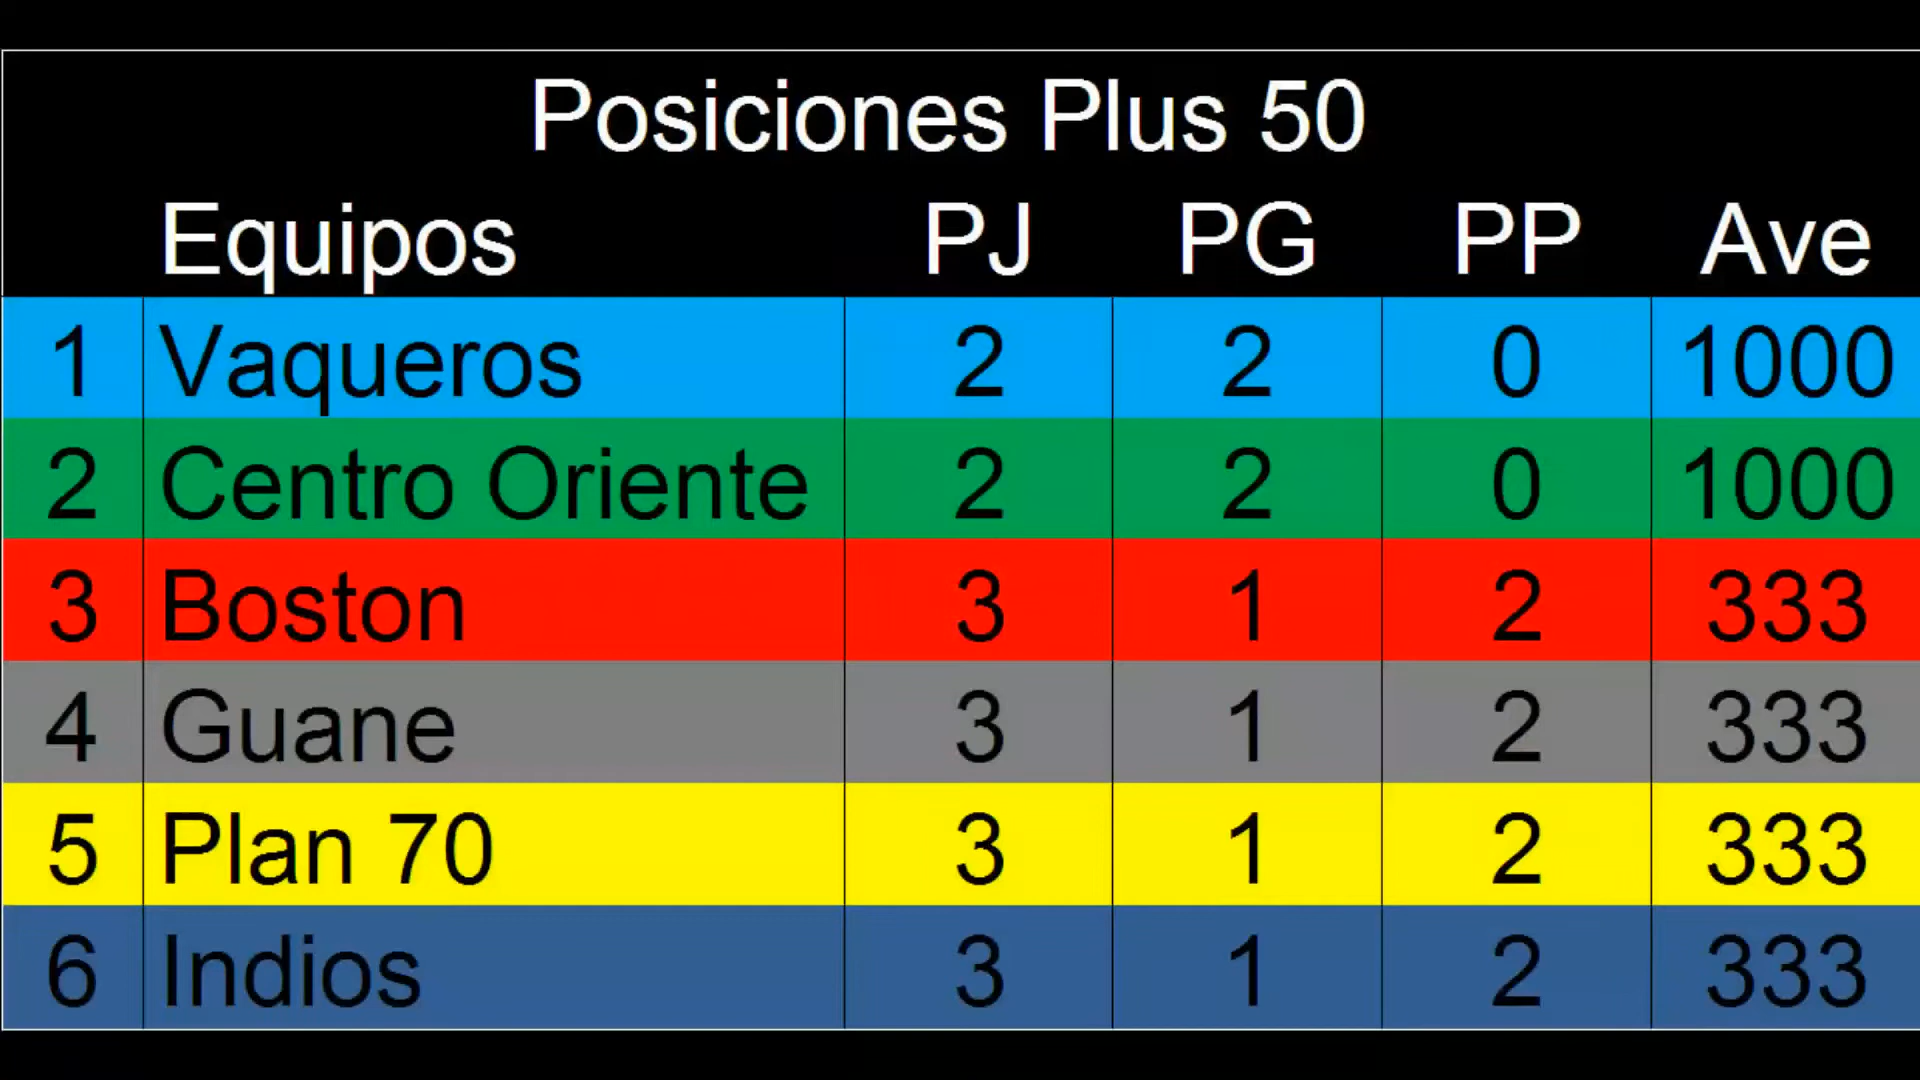 Posiciones Plus 50
Equipos PJ PG PP Ave
1 Vaqueros 2 2 0 1000
2 Centro Oriente 2 2 0 1000
3 Boston 3 1 2 333
4 Guane 3 1 2 333
5 Plan 70 3 1 2 333
6 Indios 3 1 2 333